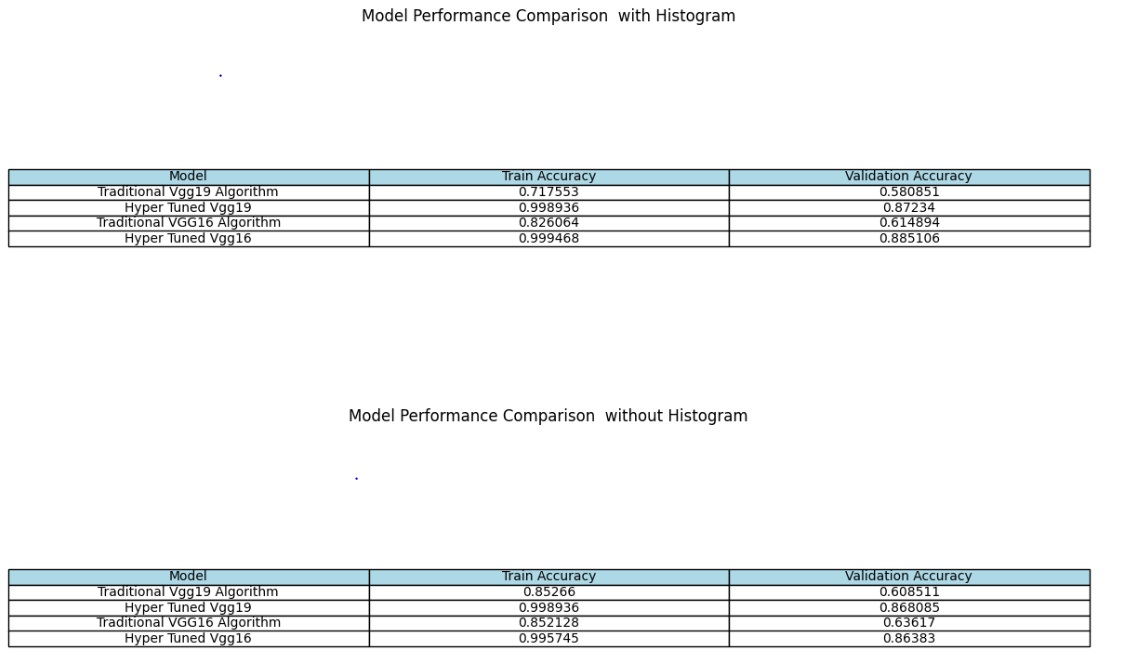 Model Performance Comparison  with Histogram
Model Train Accuracy Validation Accuracy
Traditional Vgg19 Algorithm 0.717553 0.580851
Hyper Tuned Vgg19 0.998936 0.87234
Traditional VGG16 Algorithm 0.826064 0.614894
Hyper Tuned Vgg16 0.999468 0.885106
Model Performance Comparison  without Histogram
Model Train Accuracy Validation Accuracy
Traditional Vgg19 Algorithm 0.85266 0.608511
Hyper Tuned Vgg19 0.998936 0.868085
Traditional VGG16 Algorithm 0.852128 0.63617
Hyper Tuned Vgg16 0.995745 0.86383